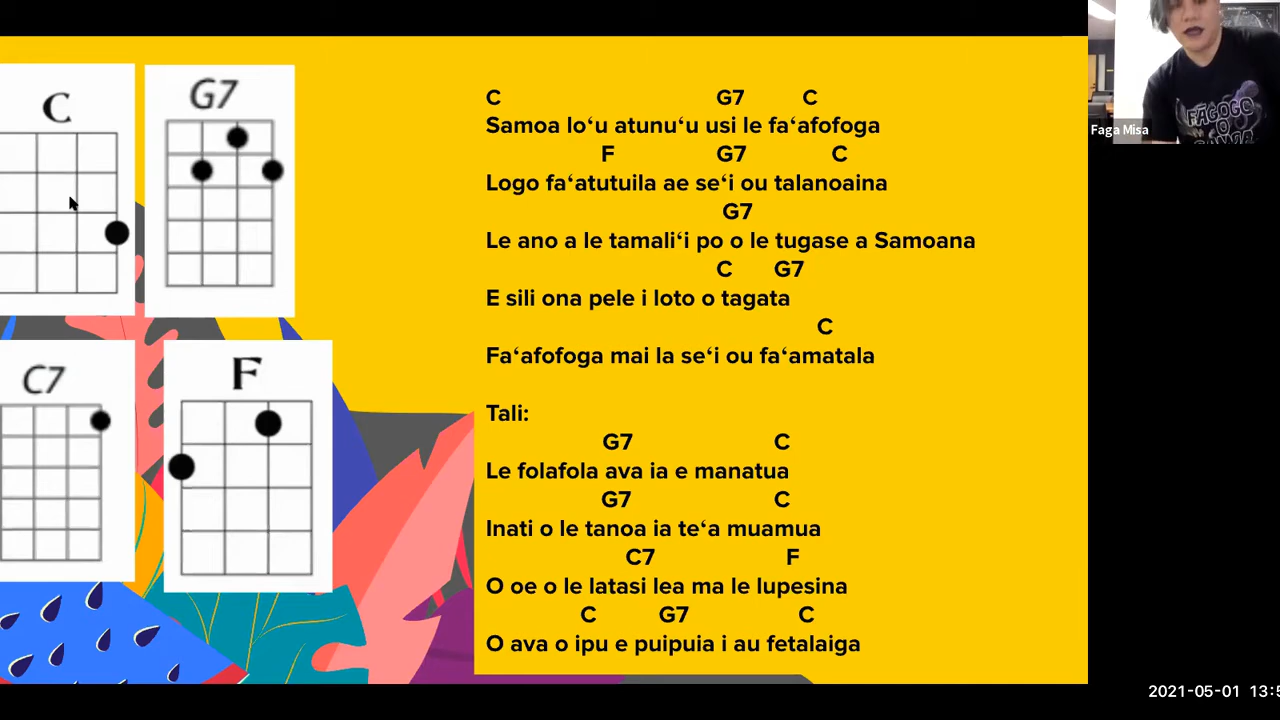 C
G7
C7
F
C G7 C
Samoa lo‘u atunu‘u usi le fa‘afofoga
F G7 C
Logo fa‘atutuila ae se‘i ou talanoaina
G7
Le ano a le tamali‘i po o le tugase a Samoana
C G7
E sili ona pele i loto o tagata
C
Fa‘afofoga mai la se‘i ou fa‘amatala
Tali:
G7 C
Le folafola ava ia e manatua
G7 C
Inati o le tanoa ia te‘a muamua
C7 F
O oe o le latasi lea ma le lupesina
C G7 C
O ava o ipu e puipuia i au fetalaiga
FĀGOGO
O
Faga Misa
2021-05-01 13:5